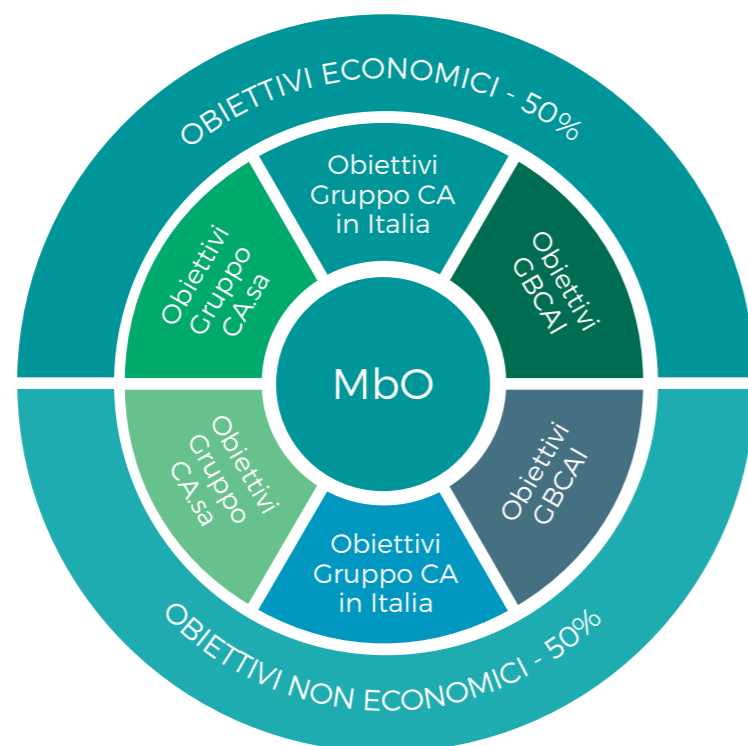 OBIETTIVI ECONOMICI - 50%
Obiettivi
Gruppo CA
in Italia
Obiettivi
Gruppo
CA.sa
Obiettivi
GBCAI
MbO
Obiettivi
Gruppo
CA.sa
Obiettivi
GBCAI
Obiettivi
Gruppo CA
in Italia
OBIETTIVI NON ECONOMICI - 50%